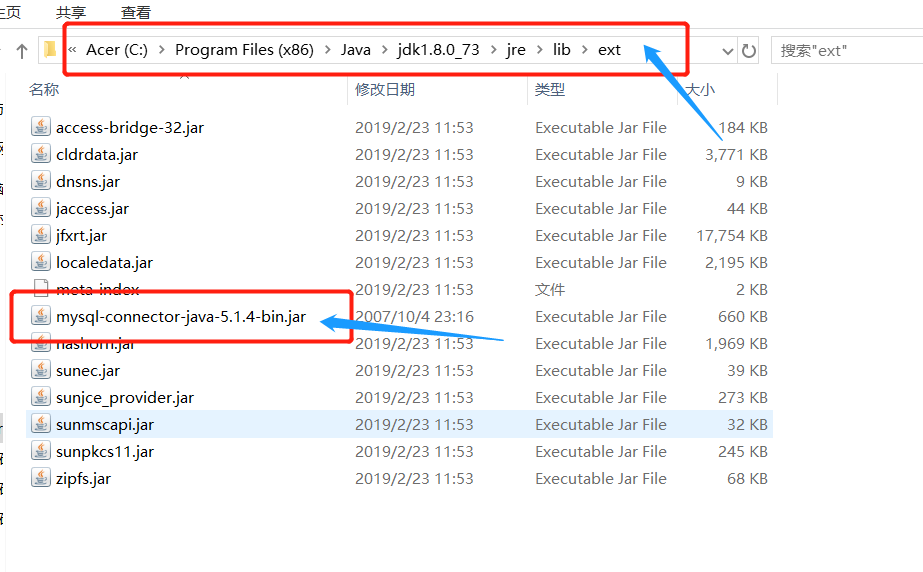 主页 共享 查看
« Acer (C:) > Program Files (x86) > Java > jdk1.8.0_73 > jre > lib > ext 搜索"ext"
名称 修改日期 类型 大小
access-bridge-32.jar 2019/2/23 11:53 Executable Jar File 184 KB
cldrdata.jar 2019/2/23 11:53 Executable Jar File 3,771 KB
dnsns.jar 2019/2/23 11:53 Executable Jar File 9 KB
jaccess.jar 2019/2/23 11:53 Executable Jar File 44 KB
jfxrt.jar 2019/2/23 11:53 Executable Jar File 17,754 KB
localedata.jar 2019/2/23 11:53 Executable Jar File 2,195 KB
meta-index 2019/2/23 11:53 文件 2 KB
mysql-connector-java-5.1.4-bin.jar 2007/10/4 23:16 Executable Jar File 660 KB
nashorn.jar 2019/2/23 11:53 Executable Jar File 1,969 KB
sunec.jar 2019/2/23 11:53 Executable Jar File 39 KB
sunjce_provider.jar 2019/2/23 11:53 Executable Jar File 273 KB
sunmscapi.jar 2019/2/23 11:53 Executable Jar File 32 KB
sunpkcs11.jar 2019/2/23 11:53 Executable Jar File 245 KB
zipfs.jar 2019/2/23 11:53 Executable Jar File 68 KB